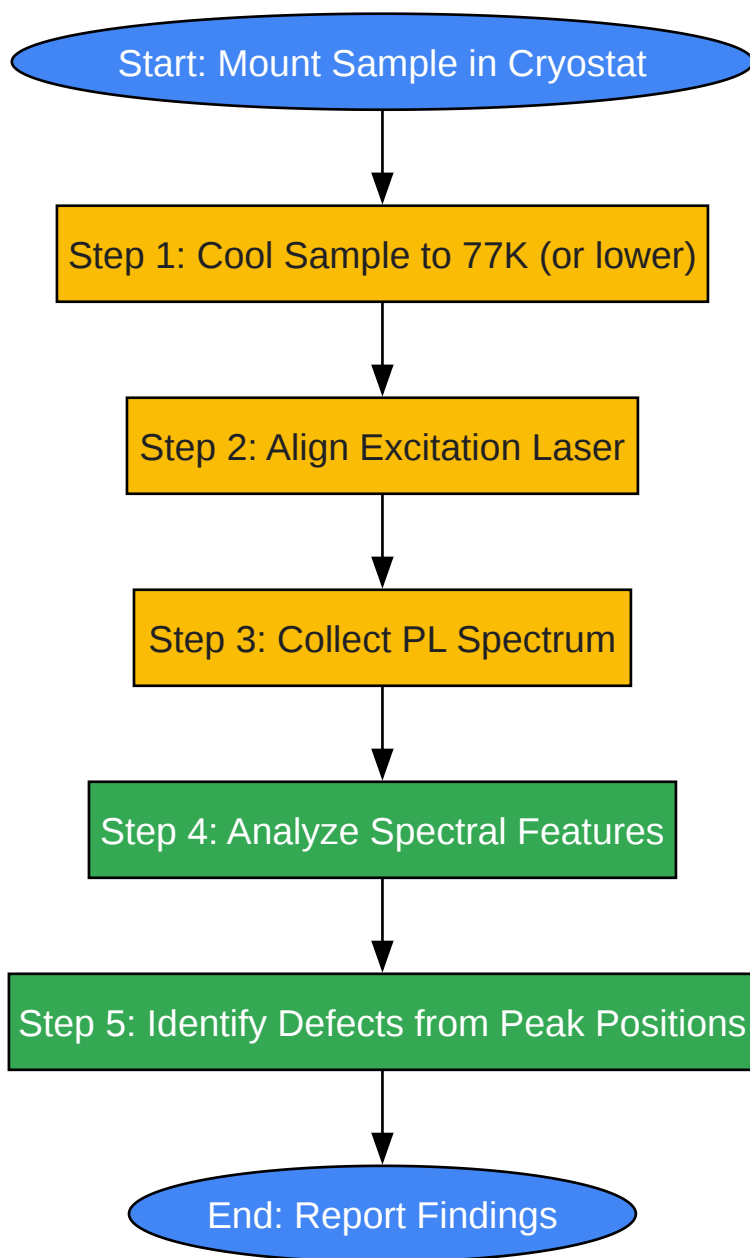 Start: Mount Sample in Cryostat
Step 1: Cool Sample to 77K (or lower)
Step 2: Align Excitation Laser
Step 3: Collect PL Spectrum
Step 4: Analyze Spectral Features
Step 5: Identify Defects from Peak Positions
End: Report Findings